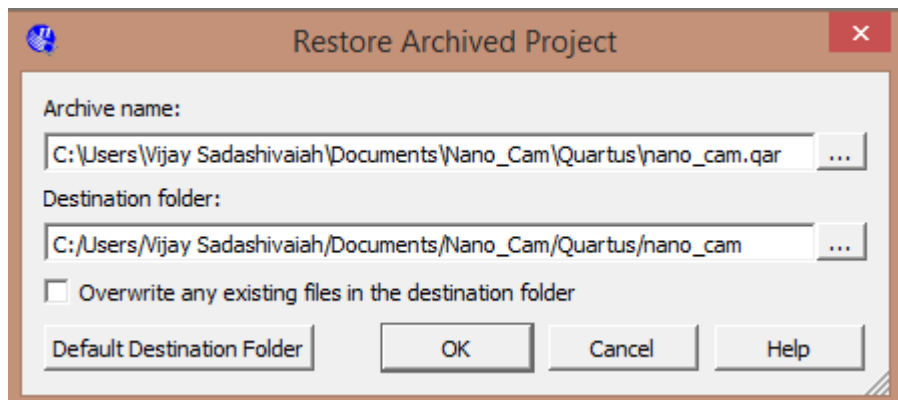 Restore Archived Project
Archive name:
C:\Users\Vijay Sadashivaiah\Documents\Nano_Cam\Quartus\nano_cam.qar
...
Destination folder:
C:/Users/Vijay Sadashivaiah/Documents/Nano_Cam/Quartus/nano_cam
...
Overwrite any existing files in the destination folder
Default Destination Folder
OK
Cancel
Help